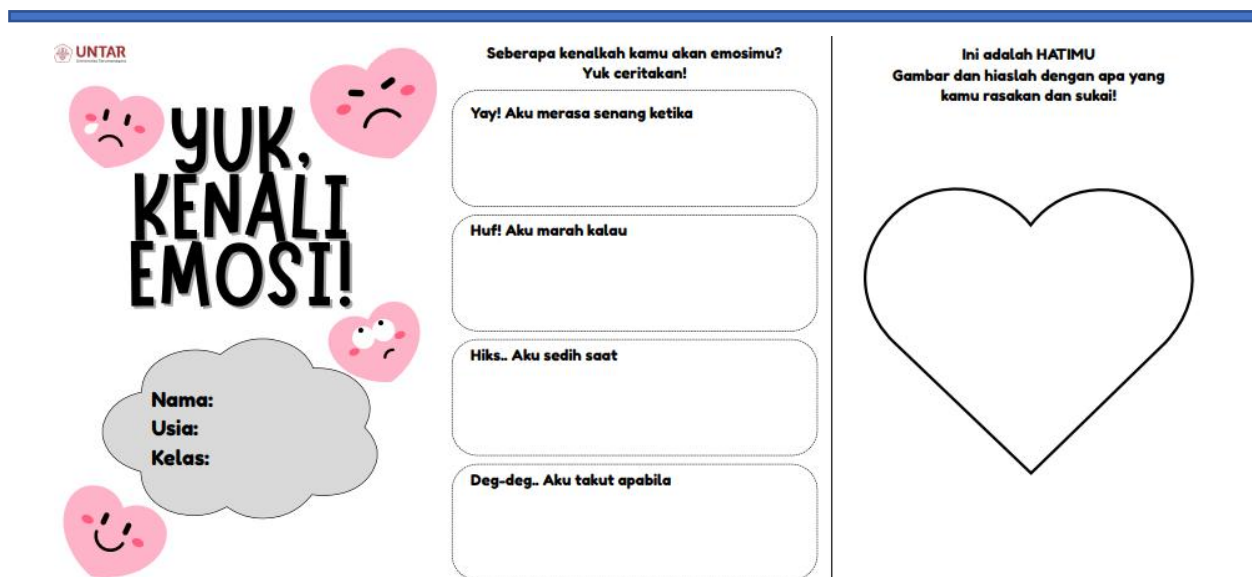 UNTAR
Universitas Tarumanagara
YUK,
KENALI
EMOSI!
Nama:
Usia:
Kelas:
Seberapa kenalkah kamu akan emosimu?
Yuk ceritakan!
Yay! Aku merasa senang ketika
Huf! Aku marah kalau
Hiks.. Aku sedih saat
Deg-deg.. Aku takut apabila
Ini adalah HATIMU
Gambar dan hiaslah dengan apa yang
kamu rasakan dan sukai!